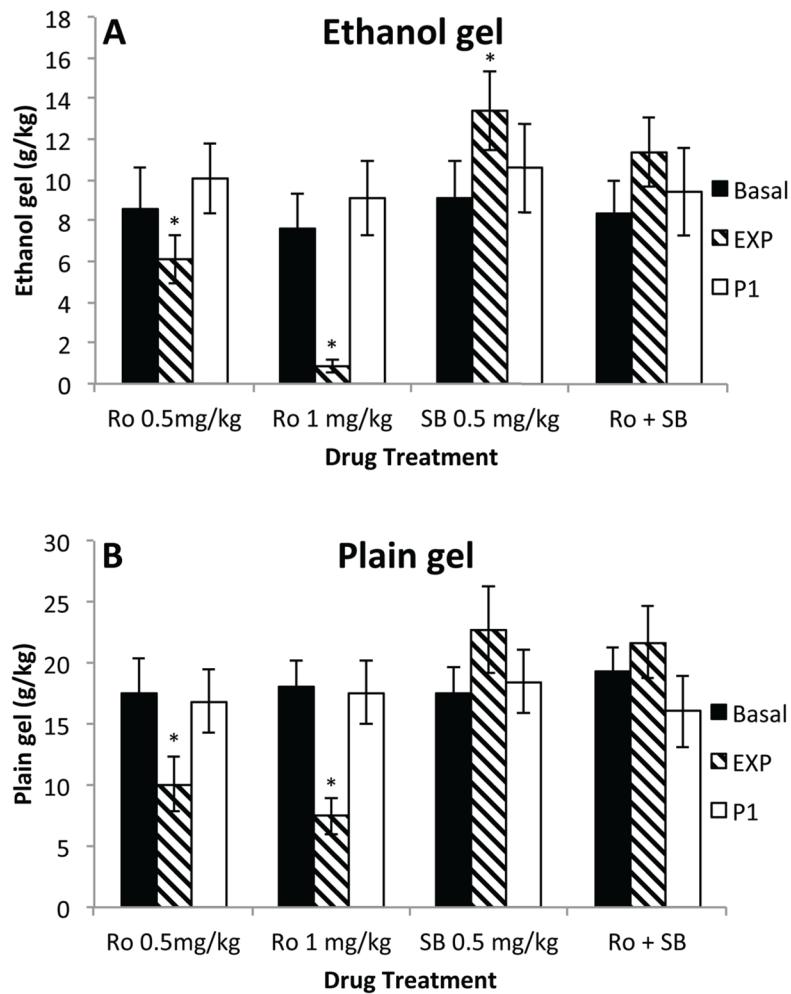 A Ethanol gel
18
16
14
12
10
8
6
4
2
0
Ethanol gel (g/kg)
*
*
*
Basal
EXP
P1
Ro 0.5mg/kg Ro 1 mg/kg SB 0.5 mg/kg Ro + SB
Drug Treatment
B Plain gel
30
25
20
15
10
5
0
Plain gel (g/kg)
*
*
Basal
EXP
P1
Ro 0.5mg/kg Ro 1 mg/kg SB 0.5 mg/kg Ro + SB
Drug Treatment